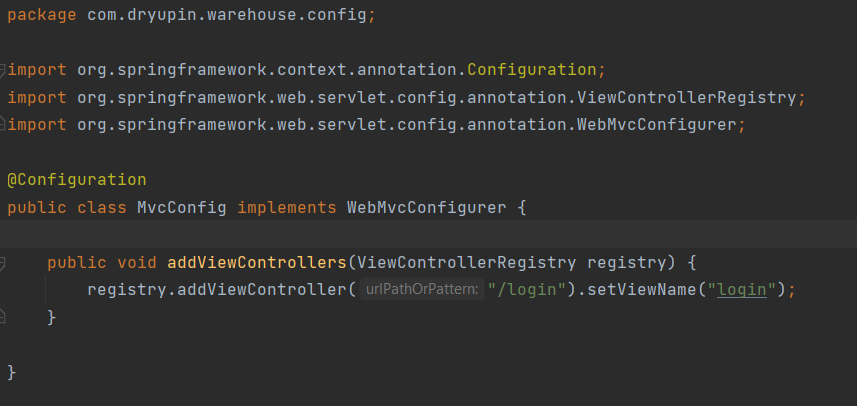 package com.dryupin.warehouse.config;
import org.springframework.context.annotation.Configuration;
import org.springframework.web.servlet.config.annotation.ViewControllerRegistry;
import org.springframework.web.servlet.config.annotation.WebMvcConfigurer;
@Configuration
public class MvcConfig implements WebMvcConfigurer {
public void addViewControllers(ViewControllerRegistry registry) {
registry.addViewController( urlPathOrPattern: "/login").setViewName("login");
}
}